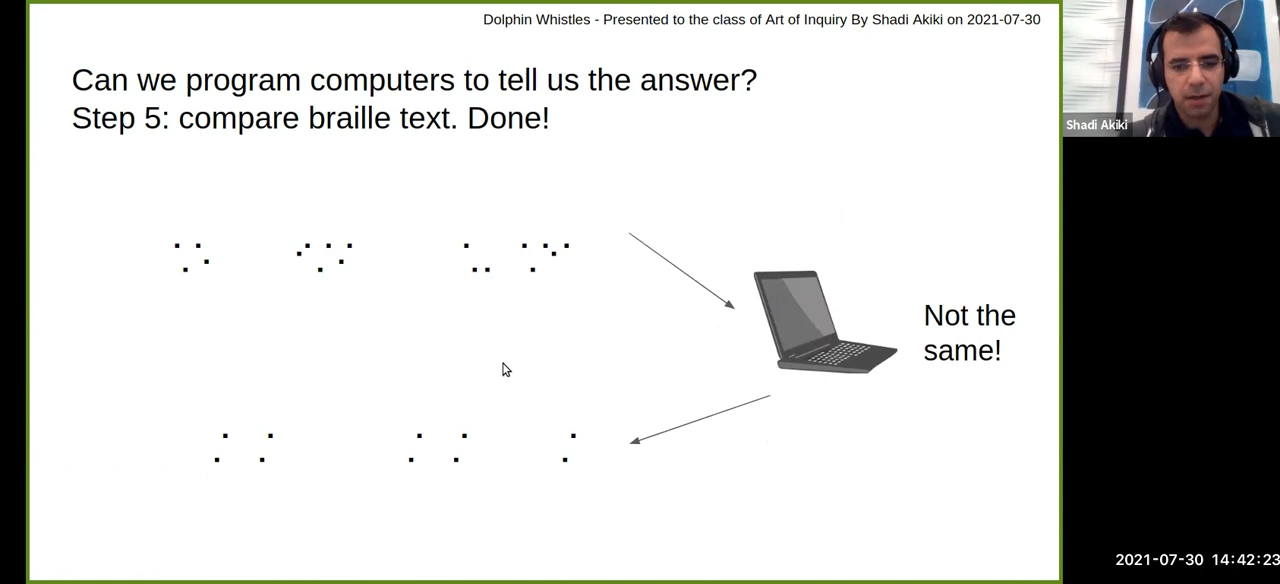 Dolphin Whistles - Presented to the class of Art of Inquiry By Shadi Akiki on 2021-07-30
Can we program computers to tell us the answer?
Step 5: compare braille text. Done!
Not the
same!
Shadi Akiki
2021-07-30 14:42:23